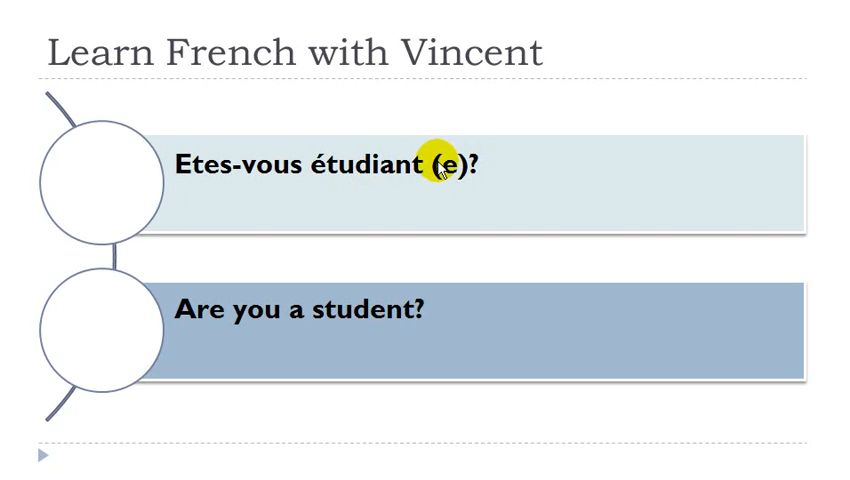 Learn French with Vincent
Etes-vous étudiant (e)?
Are you a student?